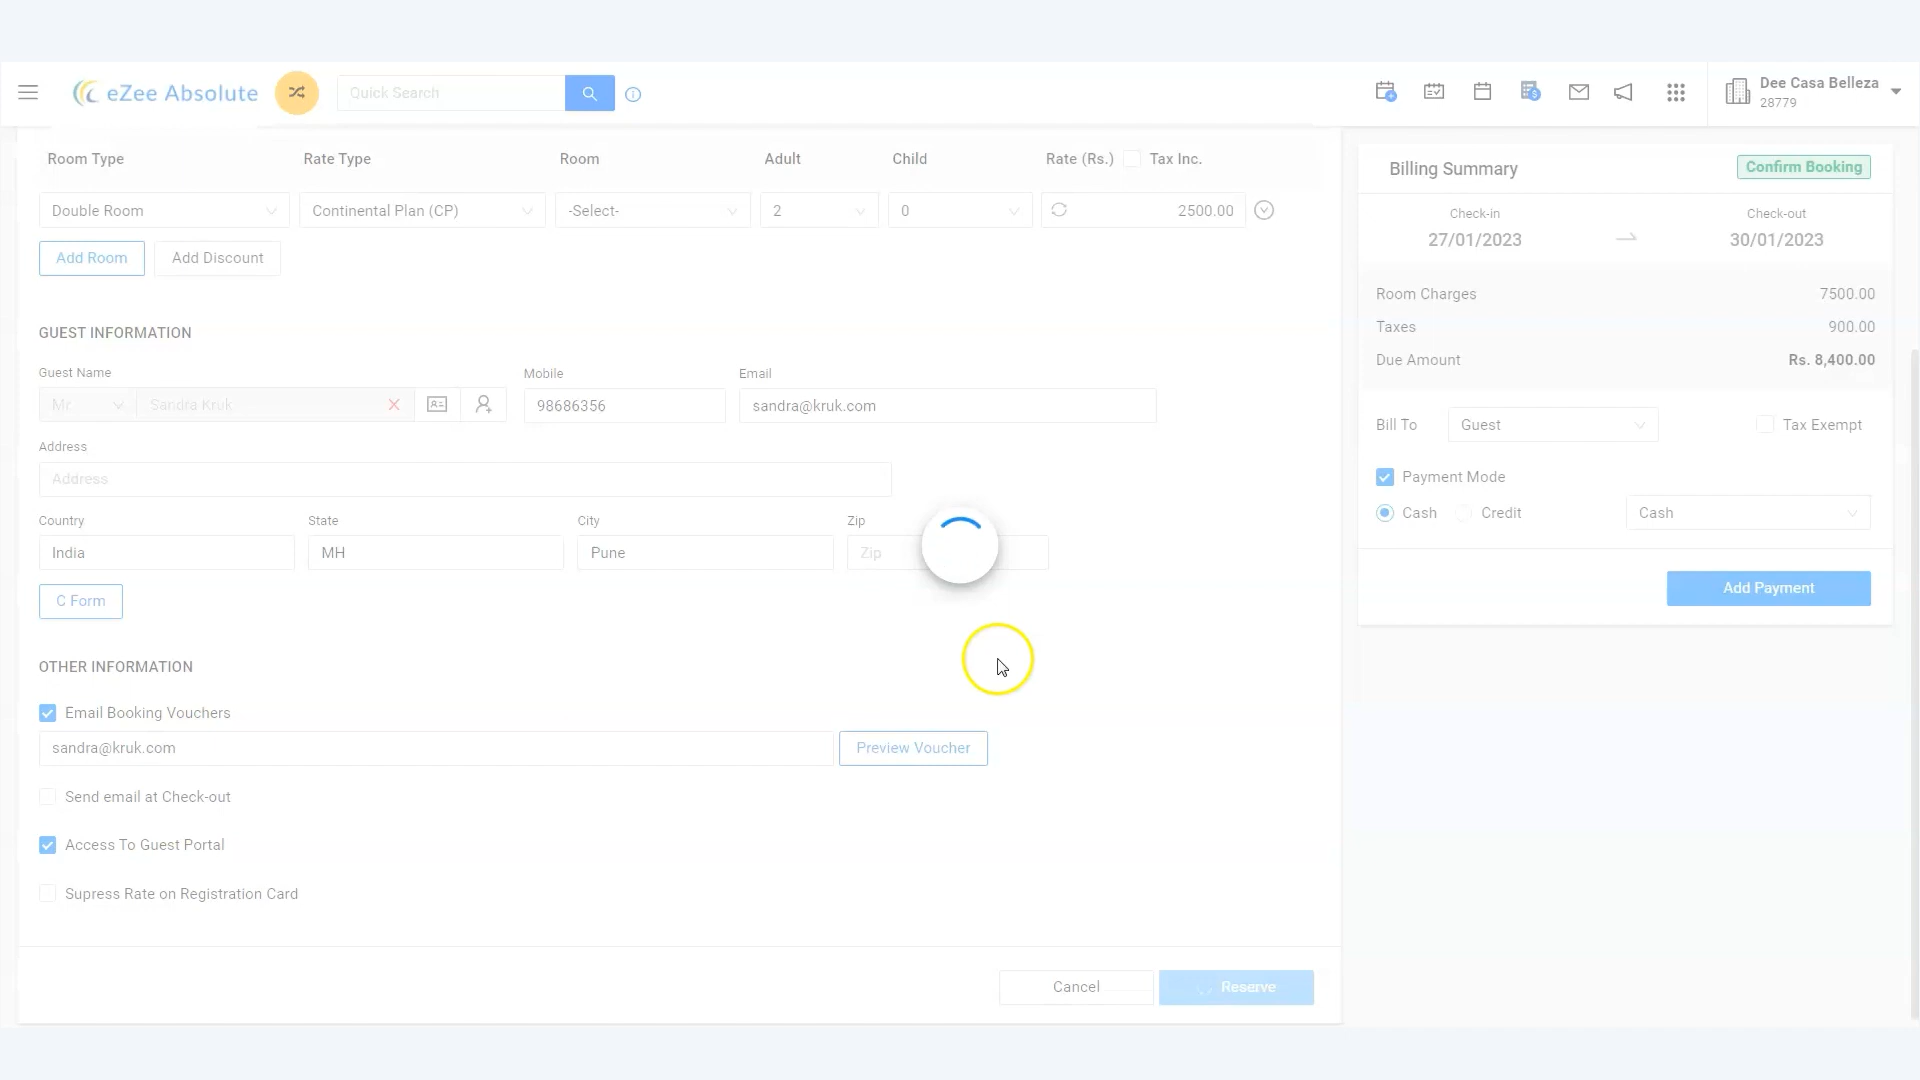 eZee Absolute
Quick Search
Dee Casa Belleza
28779
Room Type Rate Type Room Adult Child Rate (Rs.) Tax Inc.
Double Room Continental Plan (CP) -Select- 2 0 2500.00
Add Room Add Discount
GUEST INFORMATION
Guest Name Mobile Email
Mr Sandra Kruk 98686356 sandra@kruk.com
Address
Address
Country State City Zip
India MH Pune Zip
C Form
OTHER INFORMATION
Email Booking Vouchers
sandra@kruk.com Preview Voucher
Send email at Check-out
Access To Guest Portal
Supress Rate on Registration Card
Cancel Reserve
Billing Summary Confirm Booking
Check-in Check-out
27/01/2023 30/01/2023
Room Charges 7500.00
Taxes 900.00
Due Amount Rs. 8,400.00
Bill To Guest Tax Exempt
Payment Mode
Cash Credit Cash
Add Payment